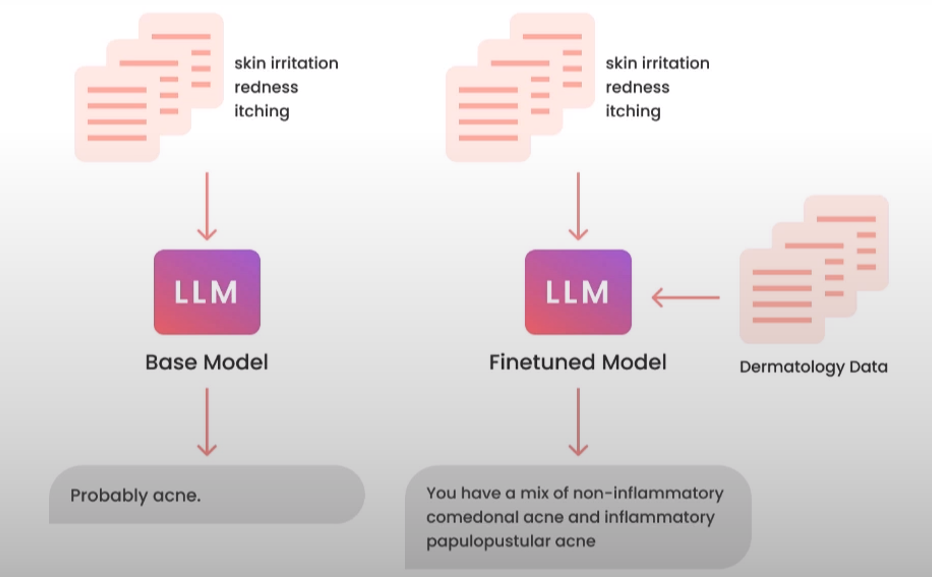 skin irritation
redness
itching
LLM
Base Model
Probably acne.
skin irritation
redness
itching
LLM
Finetuned Model
Dermatology Data
You have a mix of non-inflammatory
comedonal acne and inflammatory
papulopustular acne